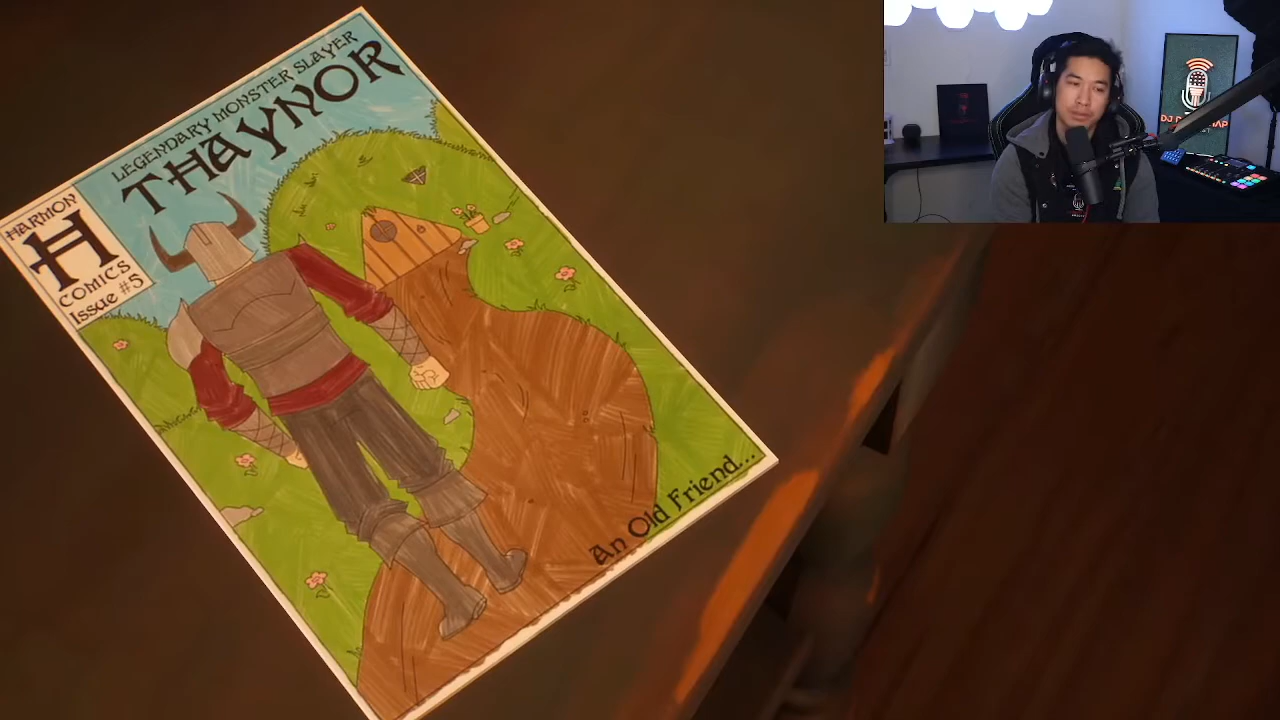 LEGENDARY MONSTER SLAYER
THAYNOR
HARMON
H
COMICS
Issue #5
An Old Friend...